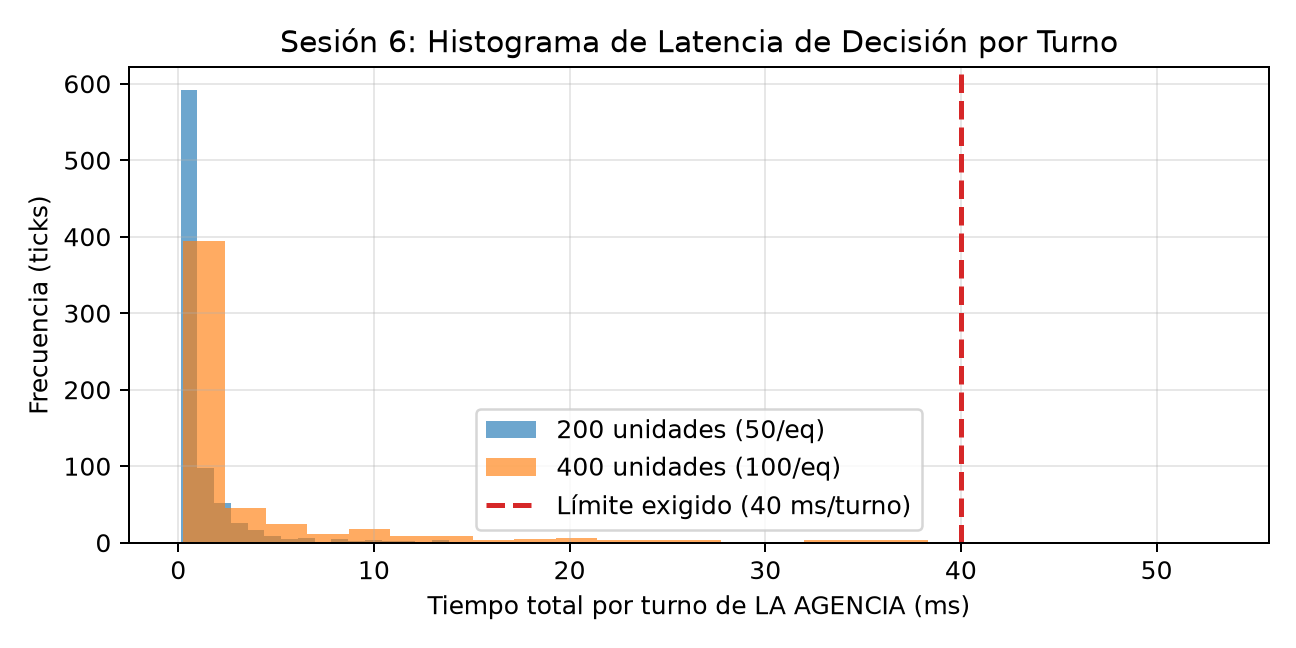 Sesión 6: Histograma de Latencia de Decisión por Turno
Frecuencia (ticks)
600
500
400
300
200
100
0
200 unidades (50/eq)
400 unidades (100/eq)
Límite exigido (40 ms/turno)
0 10 20 30 40 50
Tiempo total por turno de LA AGENCIA (ms)